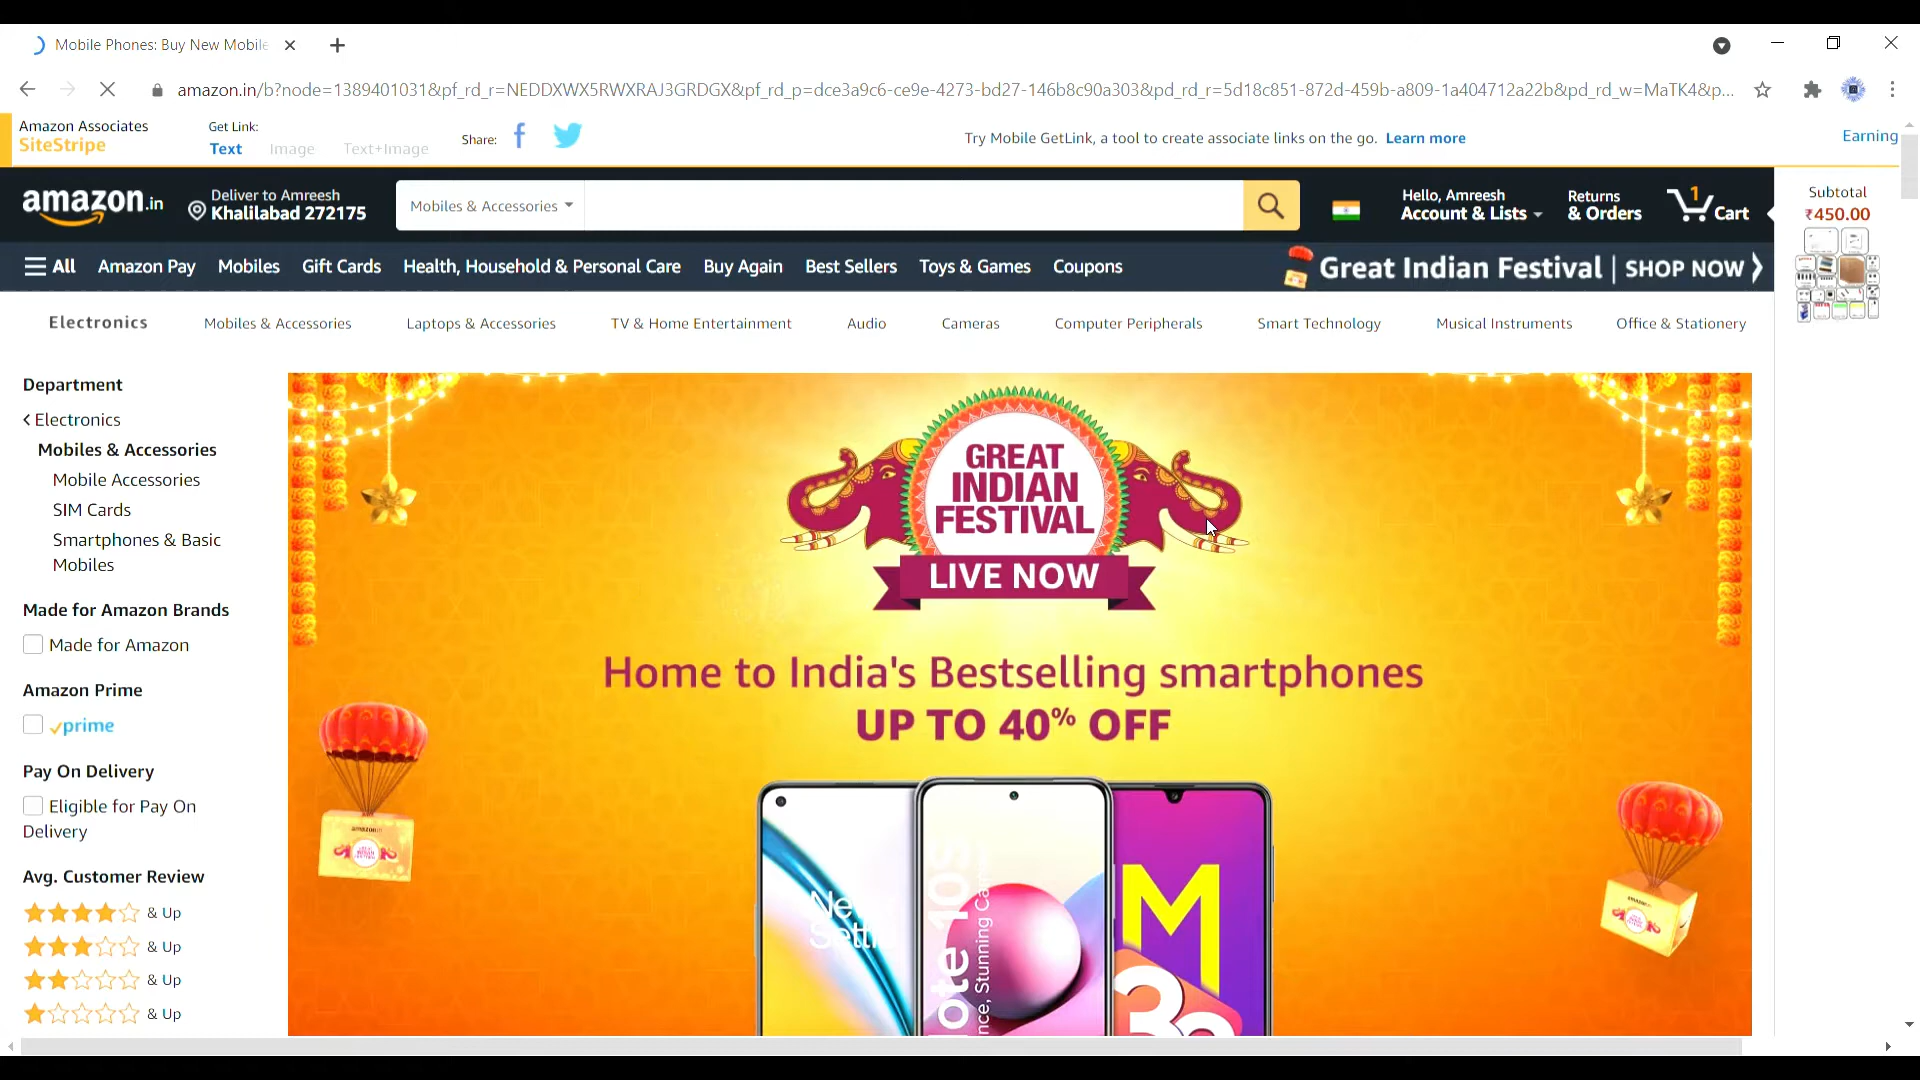 Mobile Phones: Buy New Mobile
amazon.in/b?node=1389401031&pf_rd_r=NEDDXWX5RWXRAJ3GRDGX&pf_rd_p=dce3a9c6-ce9e-4273-bd27-146b8c90a303&pd_rd_r=5d18c851-872d-459b-a809-1a404712a22b&pd_rd_w=MaTK4&p...
Amazon Associates
SiteStripe
Get Link:
Text Image Text+Image
Share:
Try Mobile GetLink, a tool to create associate links on the go. Learn more
Earning
amazon.in
Deliver to Amreesh
Khalilabad 272175
Mobiles & Accessories
Hello, Amreesh
Account & Lists
Returns
& Orders
1
Cart
Subtotal
₹450.00
All Amazon Pay Mobiles Gift Cards Health, Household & Personal Care Buy Again Best Sellers Toys & Games Coupons
Great Indian Festival | SHOP NOW
Electronics Mobiles & Accessories Laptops & Accessories TV & Home Entertainment Audio Cameras Computer Peripherals Smart Technology Musical Instruments Office & Stationery
Department
Electronics
Mobiles & Accessories
Mobile Accessories
SIM Cards
Smartphones & Basic
Mobiles
Made for Amazon Brands
Made for Amazon
Amazon Prime
prime
Pay On Delivery
Eligible for Pay On
Delivery
Avg. Customer Review
& Up
& Up
& Up
& Up
GREAT
INDIAN
FESTIVAL
LIVE NOW
Home to India's Bestselling smartphones
UP TO 40% OFF
M